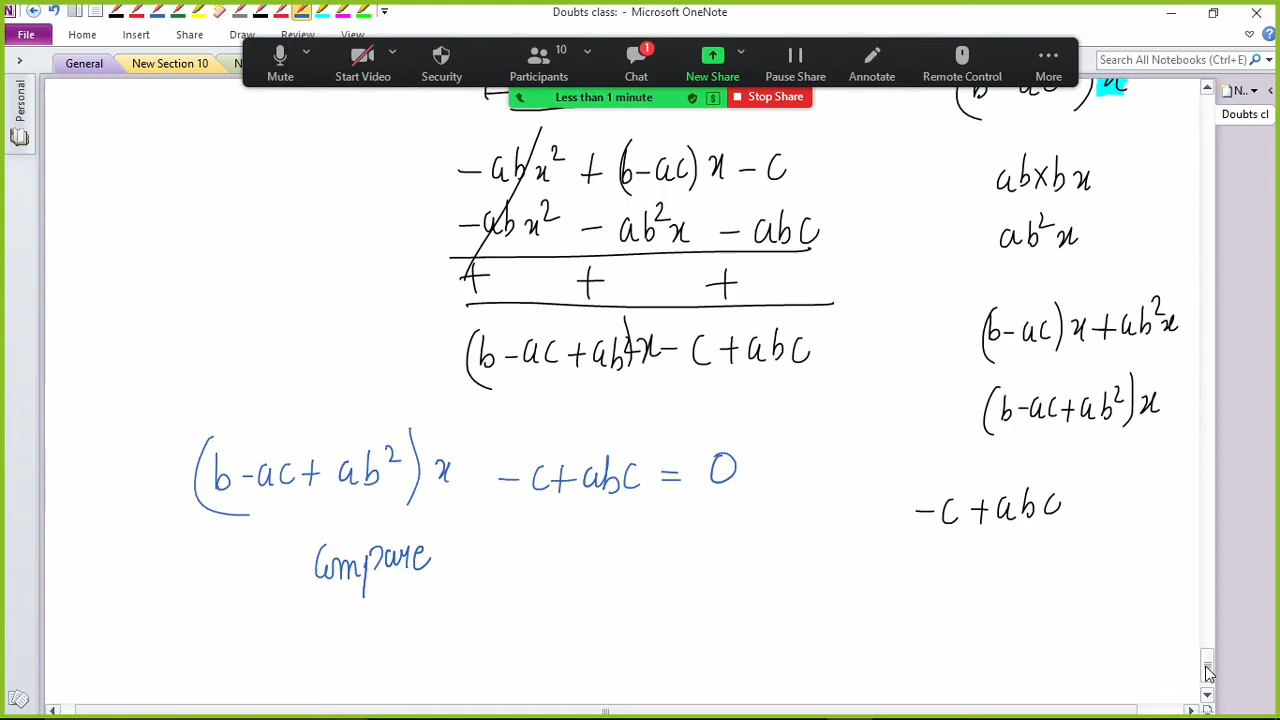 Doubts class: - Microsoft OneNote
File Home Insert Share Draw View
General New Section 10 N
Search All Notebooks (Ctrl+E)
10
1
Mute Start Video Security Participants Chat New Share Pause Share Annotate Remote Control More
Less than 1 minute Stop Share
Personal
N..
Doubts cl
-abx² + (b-ac)x - c
-abx² - ab²x - abc
+ + +
(b-ac+ab²)x - c + abc
ab×bx
ab²x
(b-ac)x+ab²x
(b-ac+ab²)x
(b-ac+ab²)x -c+abc = 0
-c+abc
Compare